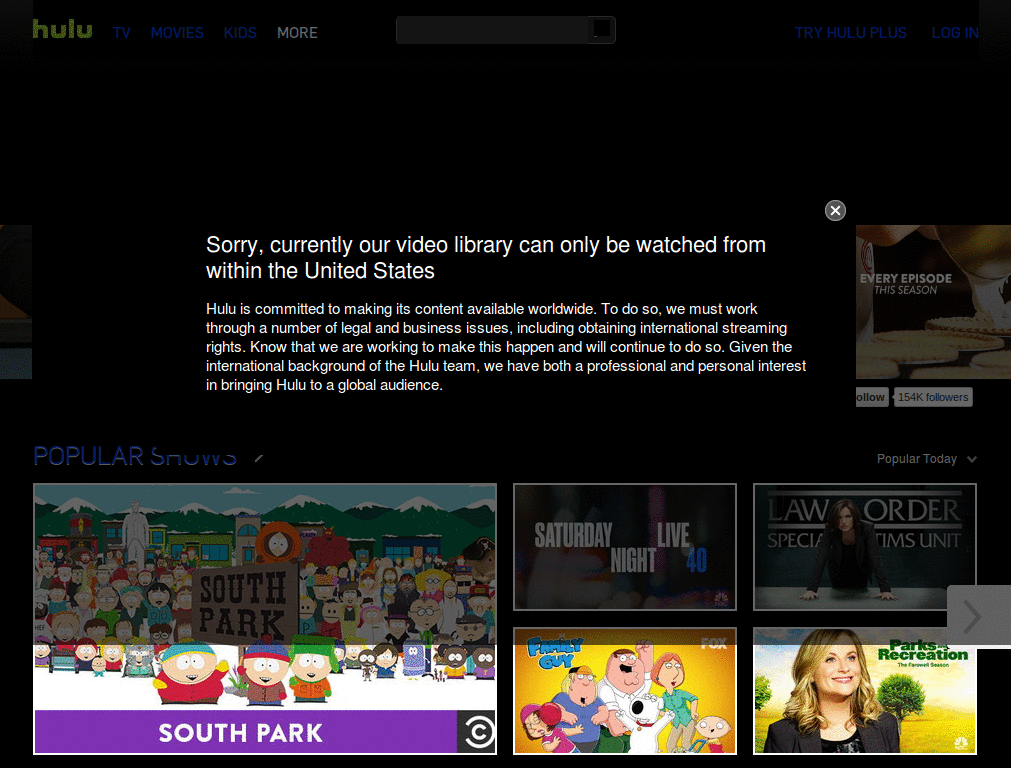 hulu TV MOVIES KIDS MORE TRY HULU PLUS LOG IN
Sorry, currently our video library can only be watched from
within the United States
Hulu is committed to making its content available worldwide. To do so, we must work
through a number of legal and business issues, including obtaining international streaming
rights. Know that we are working to make this happen and will continue to do so. Given the
international background of the Hulu team, we have both a professional and personal interest
in bringing Hulu to a global audience.
EVERY EPISODE
THIS SEASON
ollow 154K followers
POPULAR SHOWS
Popular Today
SOUTH
PARK
SOUTH PARK
SATURDAY LIVE
NIGHT 40
LAW ORDER
SPECIA TIMS UNIT
FAMILY
GUY
FOX
Parks and
Recreation
The Farewell Season